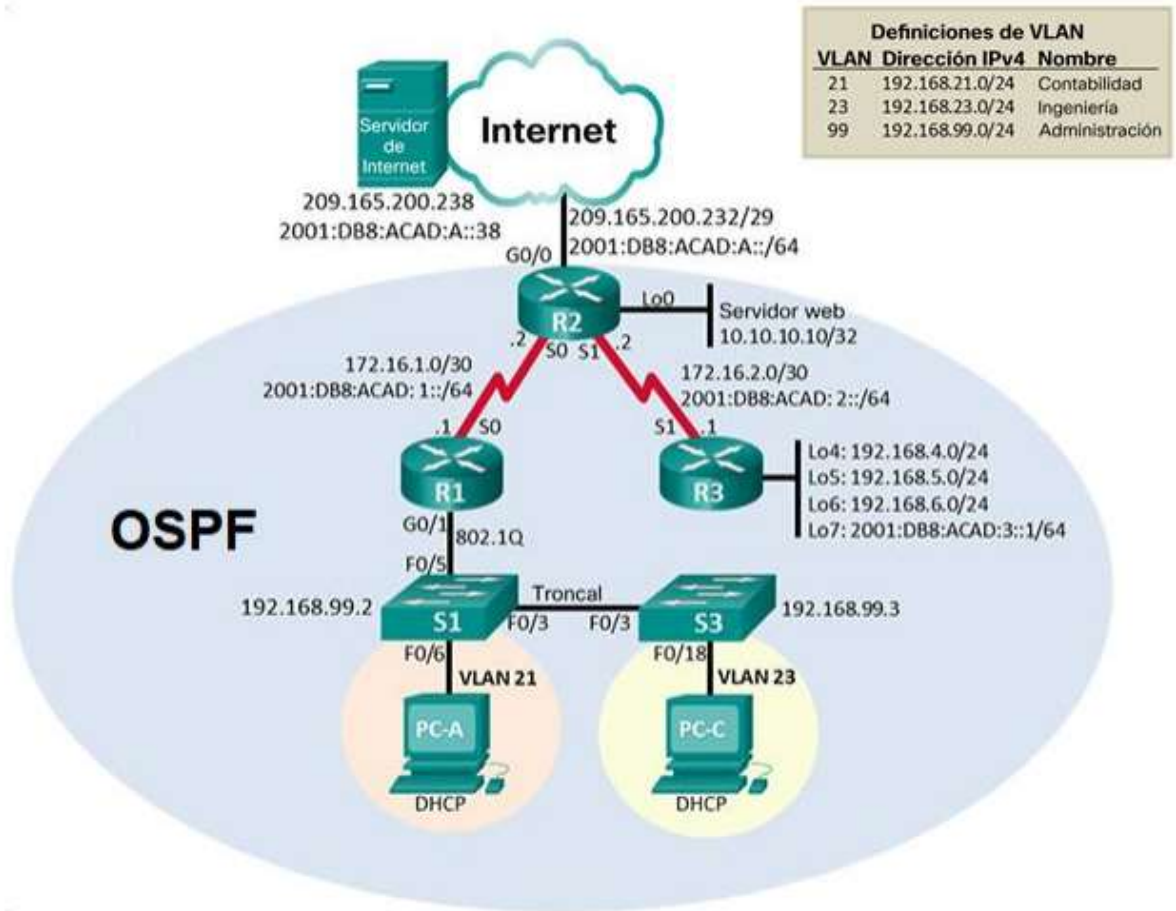 Definiciones de VLAN
VLAN Dirección IPv4 Nombre
21 192.168.21.0/24 Contabilidad
23 192.168.23.0/24 Ingeniería
99 192.168.99.0/24 Administración
Servidor
de
Internet
Internet
209.165.200.238
2001:DB8:ACAD:A::38
209.165.200.232/29
2001:DB8:ACAD:A::/64
G0/0
R2
Lo0
Servidor web
10.10.10.10/32
.2
S0
S1
.2
172.16.1.0/30
2001:DB8:ACAD: 1::/64
172.16.2.0/30
2001:DB8:ACAD: 2::/64
.1
S0
S1
.1
R1
R3
Lo4: 192.168.4.0/24
Lo5: 192.168.5.0/24
Lo6: 192.168.6.0/24
Lo7: 2001:DB8:ACAD:3::1/64
OSPF
G0/1
802.1Q
F0/5
192.168.99.2
S1
Troncal
F0/3
F0/3
S3
192.168.99.3
F0/6
VLAN 21
F0/18
VLAN 23
PC-A
PC-C
DHCP
DHCP